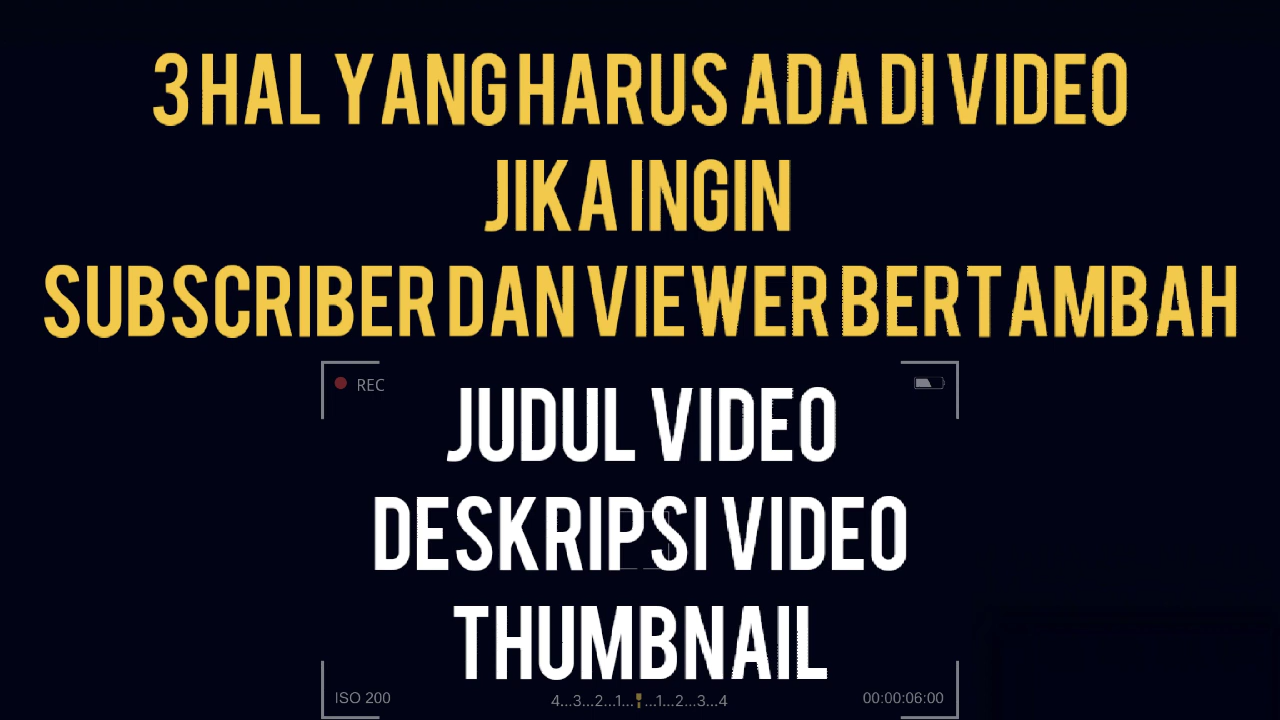 3 HAL YANG HARUS ADA DI VIDEO
JIKA INGIN
SUBSCRIBER DAN VIEWER BERTAMBAH
REC
JUDUL VIDEO
DESKRIPSI VIDEO
THUMBNAIL
ISO 200 4...3...2...1... ...1...2...3...4 00:00:06:00